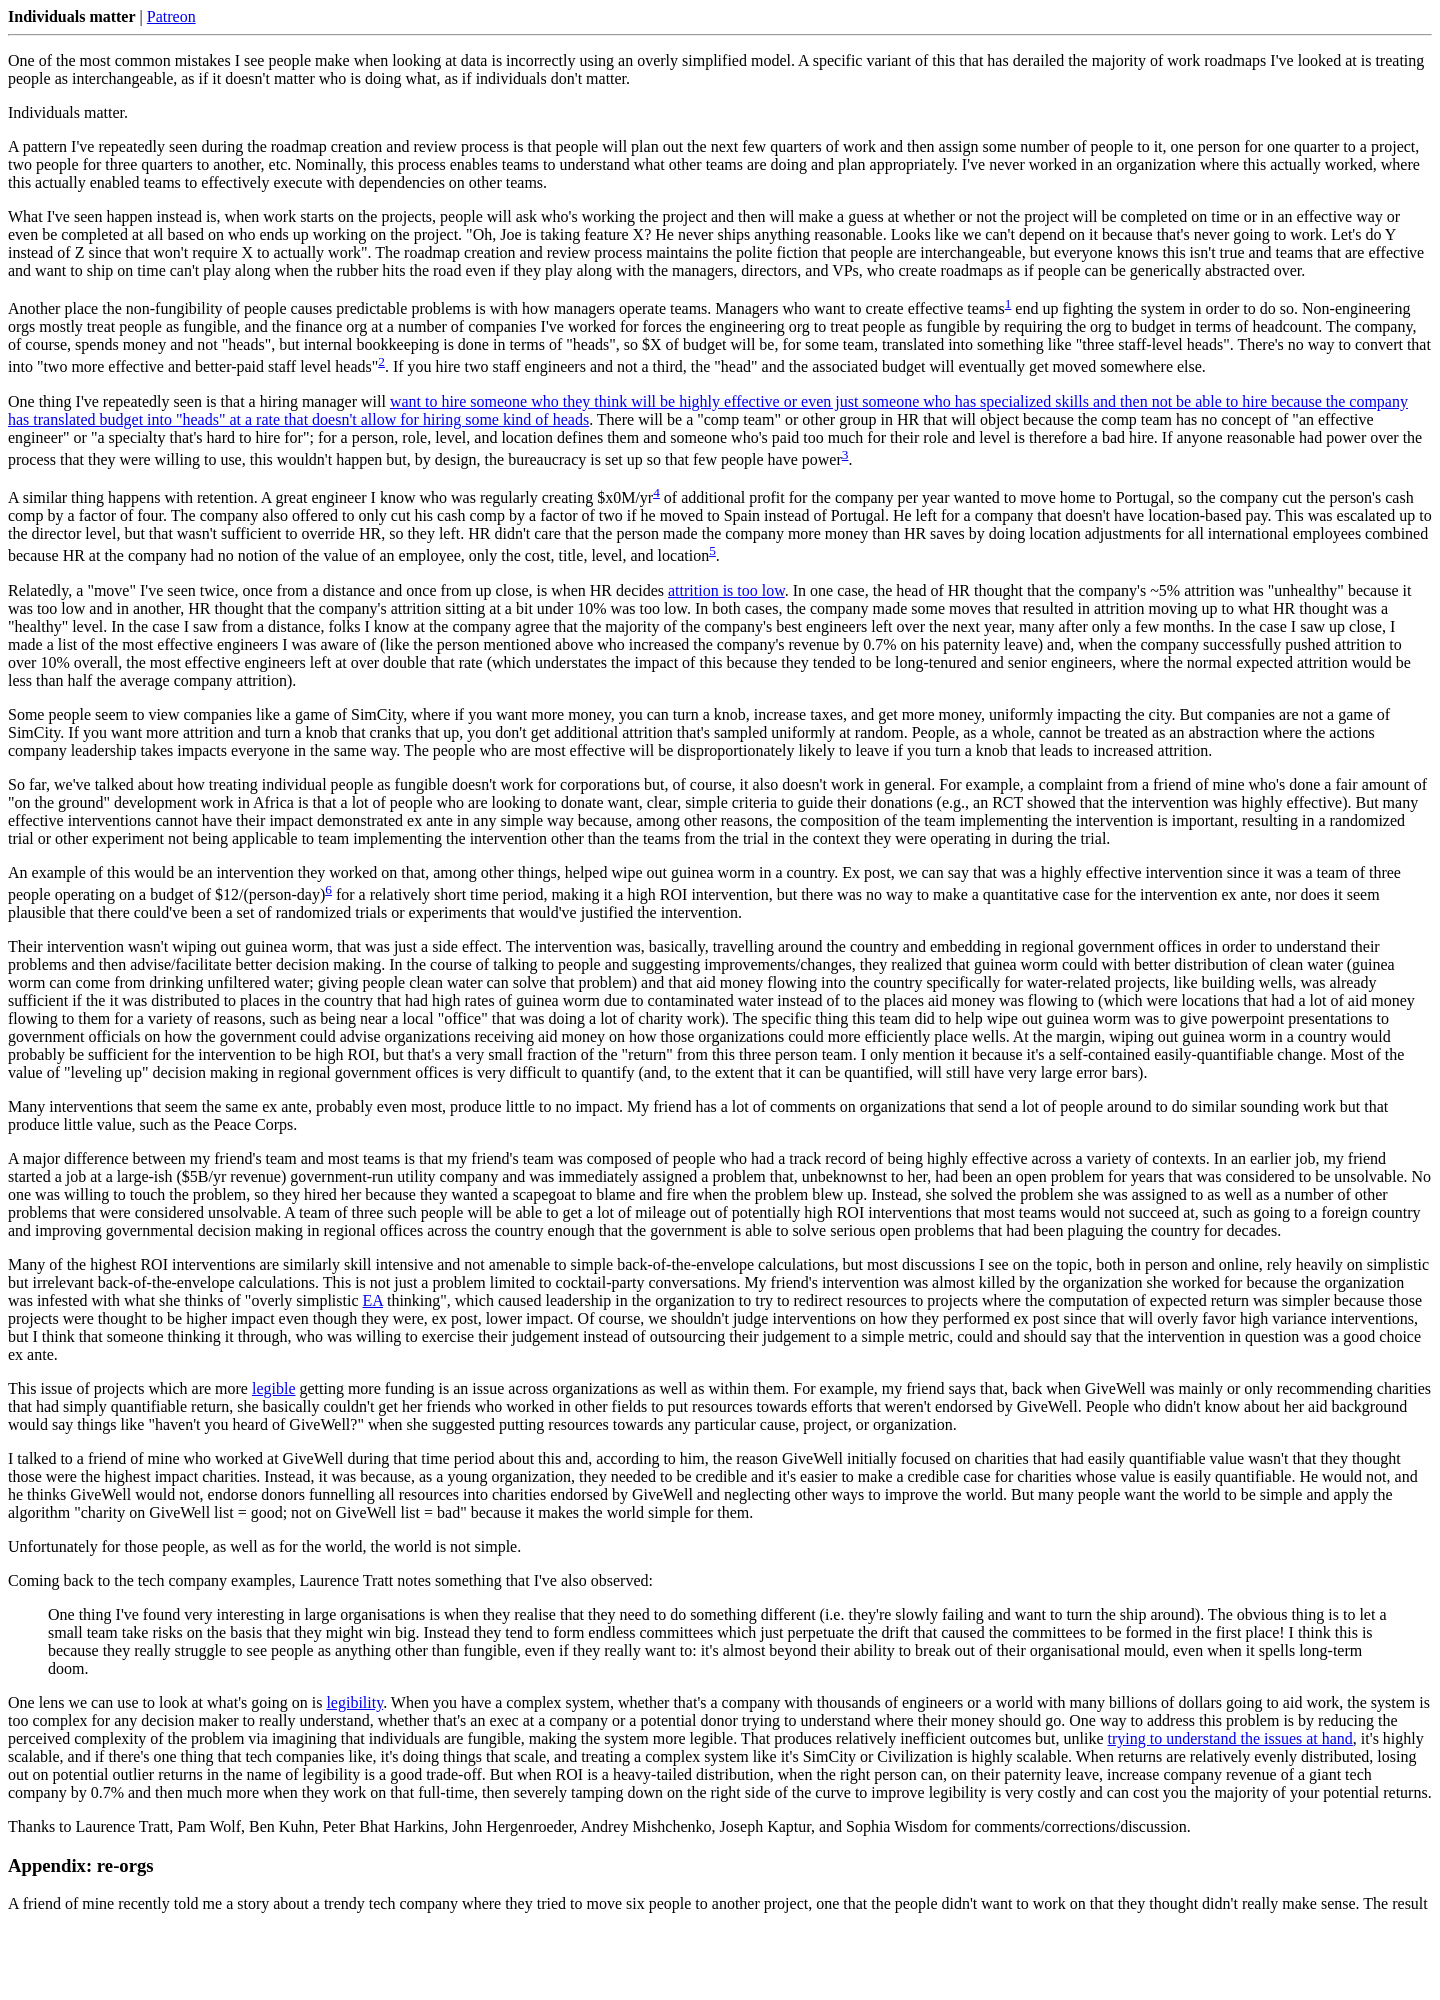 Individuals matter | Patreon
One of the most common mistakes I see people make when looking at data is incorrectly using an overly simplified model. A specific variant of this that has derailed the majority of work roadmaps I've looked at is treating
people as interchangeable, as if it doesn't matter who is doing what, as if individuals don't matter.
Individuals matter.
A pattern I've repeatedly seen during the roadmap creation and review process is that people will plan out the next few quarters of work and then assign some number of people to it, one person for one quarter to a project,
two people for three quarters to another, etc. Nominally, this process enables teams to understand what other teams are doing and plan appropriately. I've never worked in an organization where this actually worked, where
this actually enabled teams to effectively execute with dependencies on other teams.
What I've seen happen instead is, when work starts on the projects, people will ask who's working the project and then will make a guess at whether or not the project will be completed on time or in an effective way or
even be completed at all based on who ends up working on the project. "Oh, Joe is taking feature X? He never ships anything reasonable. Looks like we can't depend on it because that's never going to work. Let's do Y
instead of Z since that won't require X to actually work". The roadmap creation and review process maintains the polite fiction that people are interchangeable, but everyone knows this isn't true and teams that are effective
and want to ship on time can't play along when the rubber hits the road even if they play along with the managers, directors, and VPs, who create roadmaps as if people can be generically abstracted over.
Another place the non-fungibility of people causes predictable problems is with how managers operate teams. Managers who want to create effective teams1 end up fighting the system in order to do so. Non-engineering
orgs mostly treat people as fungible, and the finance org at a number of companies I've worked for forces the engineering org to treat people as fungible by requiring the org to budget in terms of headcount. The company,
of course, spends money and not "heads", but internal bookkeeping is done in terms of "heads", so $X of budget will be, for some team, translated into something like "three staff-level heads". There's no way to convert that
into "two more effective and better-paid staff level heads"2. If you hire two staff engineers and not a third, the "head" and the associated budget will eventually get moved somewhere else.
One thing I've repeatedly seen is that a hiring manager will want to hire someone who they think will be highly effective or even just someone who has specialized skills and then not be able to hire because the company
has translated budget into "heads" at a rate that doesn't allow for hiring some kind of heads. There will be a "comp team" or other group in HR that will object because the comp team has no concept of "an effective
engineer" or "a specialty that's hard to hire for"; for a person, role, level, and location defines them and someone who's paid too much for their role and level is therefore a bad hire. If anyone reasonable had power over the
process that they were willing to use, this wouldn't happen but, by design, the bureaucracy is set up so that few people have power3.
A similar thing happens with retention. A great engineer I know who was regularly creating $x0M/yr4 of additional profit for the company per year wanted to move home to Portugal, so the company cut the person's cash
comp by a factor of four. The company also offered to only cut his cash comp by a factor of two if he moved to Spain instead of Portugal. He left for a company that doesn't have location-based pay. This was escalated up to
the director level, but that wasn't sufficient to override HR, so they left. HR didn't care that the person made the company more money than HR saves by doing location adjustments for all international employees combined
because HR at the company had no notion of the value of an employee, only the cost, title, level, and location5.
Relatedly, a "move" I've seen twice, once from a distance and once from up close, is when HR decides attrition is too low. In one case, the head of HR thought that the company's ~5% attrition was "unhealthy" because it
was too low and in another, HR thought that the company's attrition sitting at a bit under 10% was too low. In both cases, the company made some moves that resulted in attrition moving up to what HR thought was a
"healthy" level. In the case I saw from a distance, folks I know at the company agree that the majority of the company's best engineers left over the next year, many after only a few months. In the case I saw up close, I
made a list of the most effective engineers I was aware of (like the person mentioned above who increased the company's revenue by 0.7% on his paternity leave) and, when the company successfully pushed attrition to
over 10% overall, the most effective engineers left at over double that rate (which understates the impact of this because they tended to be long-tenured and senior engineers, where the normal expected attrition would be
less than half the average company attrition).
Some people seem to view companies like a game of SimCity, where if you want more money, you can turn a knob, increase taxes, and get more money, uniformly impacting the city. But companies are not a game of
SimCity. If you want more attrition and turn a knob that cranks that up, you don't get additional attrition that's sampled uniformly at random. People, as a whole, cannot be treated as an abstraction where the actions
company leadership takes impacts everyone in the same way. The people who are most effective will be disproportionately likely to leave if you turn a knob that leads to increased attrition.
So far, we've talked about how treating individual people as fungible doesn't work for corporations but, of course, it also doesn't work in general. For example, a complaint from a friend of mine who's done a fair amount of
"on the ground" development work in Africa is that a lot of people who are looking to donate want, clear, simple criteria to guide their donations (e.g., an RCT showed that the intervention was highly effective). But many
effective interventions cannot have their impact demonstrated ex ante in any simple way because, among other reasons, the composition of the team implementing the intervention is important, resulting in a randomized
trial or other experiment not being applicable to team implementing the intervention other than the teams from the trial in the context they were operating in during the trial.
An example of this would be an intervention they worked on that, among other things, helped wipe out guinea worm in a country. Ex post, we can say that was a highly effective intervention since it was a team of three
people operating on a budget of $12/(person-day)6 for a relatively short time period, making it a high ROI intervention, but there was no way to make a quantitative case for the intervention ex ante, nor does it seem
plausible that there could've been a set of randomized trials or experiments that would've justified the intervention.
Their intervention wasn't wiping out guinea worm, that was just a side effect. The intervention was, basically, travelling around the country and embedding in regional government offices in order to understand their
problems and then advise/facilitate better decision making. In the course of talking to people and suggesting improvements/changes, they realized that guinea worm could with better distribution of clean water (guinea
worm can come from drinking unfiltered water; giving people clean water can solve that problem) and that aid money flowing into the country specifically for water-related projects, like building wells, was already
sufficient if the it was distributed to places in the country that had high rates of guinea worm due to contaminated water instead of to the places aid money was flowing to (which were locations that had a lot of aid money
flowing to them for a variety of reasons, such as being near a local "office" that was doing a lot of charity work). The specific thing this team did to help wipe out guinea worm was to give powerpoint presentations to
government officials on how the government could advise organizations receiving aid money on how those organizations could more efficiently place wells. At the margin, wiping out guinea worm in a country would
probably be sufficient for the intervention to be high ROI, but that's a very small fraction of the "return" from this three person team. I only mention it because it's a self-contained easily-quantifiable change. Most of the
value of "leveling up" decision making in regional government offices is very difficult to quantify (and, to the extent that it can be quantified, will still have very large error bars).
Many interventions that seem the same ex ante, probably even most, produce little to no impact. My friend has a lot of comments on organizations that send a lot of people around to do similar sounding work but that
produce little value, such as the Peace Corps.
A major difference between my friend's team and most teams is that my friend's team was composed of people who had a track record of being highly effective across a variety of contexts. In an earlier job, my friend
started a job at a large-ish ($5B/yr revenue) government-run utility company and was immediately assigned a problem that, unbeknownst to her, had been an open problem for years that was considered to be unsolvable. No
one was willing to touch the problem, so they hired her because they wanted a scapegoat to blame and fire when the problem blew up. Instead, she solved the problem she was assigned to as well as a number of other
problems that were considered unsolvable. A team of three such people will be able to get a lot of mileage out of potentially high ROI interventions that most teams would not succeed at, such as going to a foreign country
and improving governmental decision making in regional offices across the country enough that the government is able to solve serious open problems that had been plaguing the country for decades.
Many of the highest ROI interventions are similarly skill intensive and not amenable to simple back-of-the-envelope calculations, but most discussions I see on the topic, both in person and online, rely heavily on simplistic
but irrelevant back-of-the-envelope calculations. This is not just a problem limited to cocktail-party conversations. My friend's intervention was almost killed by the organization she worked for because the organization
was infested with what she thinks of "overly simplistic EA thinking", which caused leadership in the organization to try to redirect resources to projects where the computation of expected return was simpler because those
projects were thought to be higher impact even though they were, ex post, lower impact. Of course, we shouldn't judge interventions on how they performed ex post since that will overly favor high variance interventions,
but I think that someone thinking it through, who was willing to exercise their judgement instead of outsourcing their judgement to a simple metric, could and should say that the intervention in question was a good choice
ex ante.
This issue of projects which are more legible getting more funding is an issue across organizations as well as within them. For example, my friend says that, back when GiveWell was mainly or only recommending charities
that had simply quantifiable return, she basically couldn't get her friends who worked in other fields to put resources towards efforts that weren't endorsed by GiveWell. People who didn't know about her aid background
would say things like "haven't you heard of GiveWell?" when she suggested putting resources towards any particular cause, project, or organization.
I talked to a friend of mine who worked at GiveWell during that time period about this and, according to him, the reason GiveWell initially focused on charities that had easily quantifiable value wasn't that they thought
those were the highest impact charities. Instead, it was because, as a young organization, they needed to be credible and it's easier to make a credible case for charities whose value is easily quantifiable. He would not, and
he thinks GiveWell would not, endorse donors funnelling all resources into charities endorsed by GiveWell and neglecting other ways to improve the world. But many people want the world to be simple and apply the
algorithm "charity on GiveWell list = good; not on GiveWell list = bad" because it makes the world simple for them.
Unfortunately for those people, as well as for the world, the world is not simple.
Coming back to the tech company examples, Laurence Tratt notes something that I've also observed:
One thing I've found very interesting in large organisations is when they realise that they need to do something different (i.e. they're slowly failing and want to turn the ship around). The obvious thing is to let a
small team take risks on the basis that they might win big. Instead they tend to form endless committees which just perpetuate the drift that caused the committees to be formed in the first place! I think this is
because they really struggle to see people as anything other than fungible, even if they really want to: it's almost beyond their ability to break out of their organisational mould, even when it spells long-term
doom.
One lens we can use to look at what's going on is legibility. When you have a complex system, whether that's a company with thousands of engineers or a world with many billions of dollars going to aid work, the system is
too complex for any decision maker to really understand, whether that's an exec at a company or a potential donor trying to understand where their money should go. One way to address this problem is by reducing the
perceived complexity of the problem via imagining that individuals are fungible, making the system more legible. That produces relatively inefficient outcomes but, unlike trying to understand the issues at hand, it's highly
scalable, and if there's one thing that tech companies like, it's doing things that scale, and treating a complex system like it's SimCity or Civilization is highly scalable. When returns are relatively evenly distributed, losing
out on potential outlier returns in the name of legibility is a good trade-off. But when ROI is a heavy-tailed distribution, when the right person can, on their paternity leave, increase company revenue of a giant tech
company by 0.7% and then much more when they work on that full-time, then severely tamping down on the right side of the curve to improve legibility is very costly and can cost you the majority of your potential returns.
Thanks to Laurence Tratt, Pam Wolf, Ben Kuhn, Peter Bhat Harkins, John Hergenroeder, Andrey Mishchenko, Joseph Kaptur, and Sophia Wisdom for comments/corrections/discussion.
Appendix: re-orgs
A friend of mine recently told me a story about a trendy tech company where they tried to move six people to another project, one that the people didn't want to work on that they thought didn't really make sense. The result